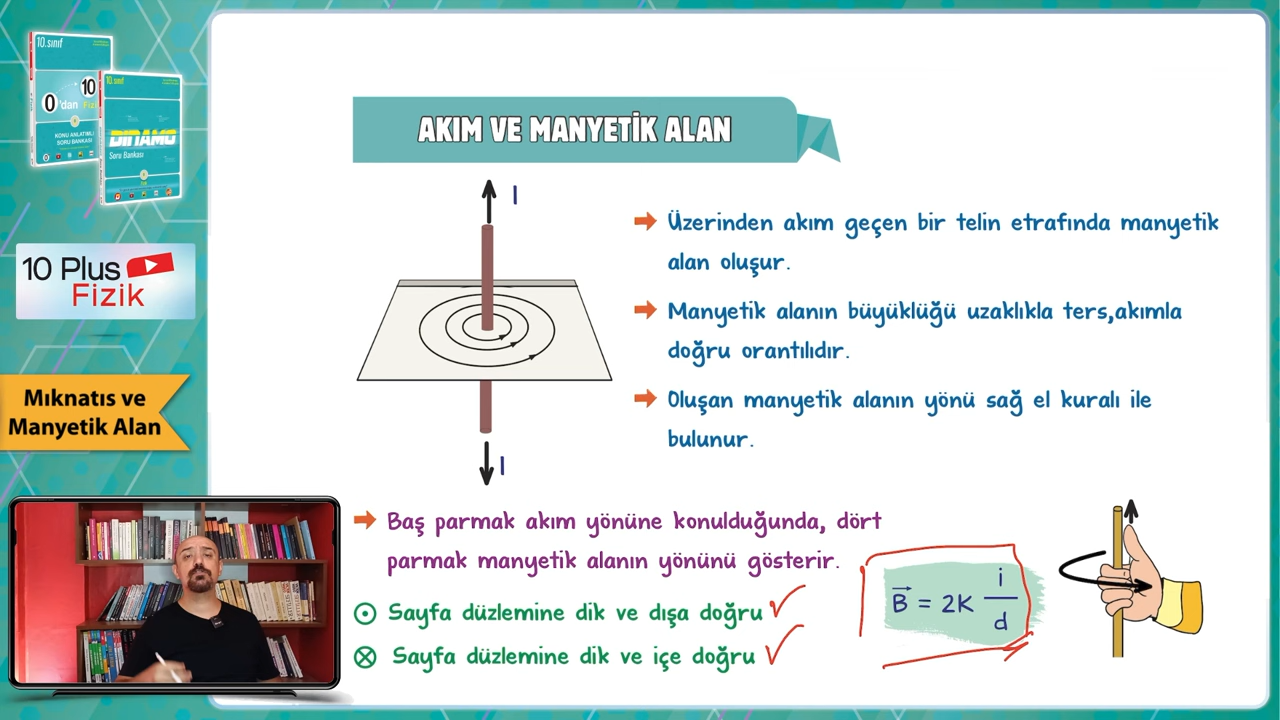 10.sınıf
0'dan 10
Fizik
KONU ANLATIMLI
SORU BANKASI
10.sınıf
DİNAMO
Soru Bankası
10 Plus
Fizik
Mıknatıs ve
Manyetik Alan
AKIM VE MANYETİK ALAN
I
I
Üzerinden akım geçen bir telin etrafında manyetik
alan oluşur.
Manyetik alanın büyüklüğü uzaklıkla ters,akımla
doğru orantılıdır.
Oluşan manyetik alanın yönü sağ el kuralı ile
bulunur.
Baş parmak akım yönüne konulduğunda, dört
parmak manyetik alanın yönünü gösterir.
Sayfa düzlemine dik ve dışa doğru
Sayfa düzlemine dik ve içe doğru
B = 2K i/d